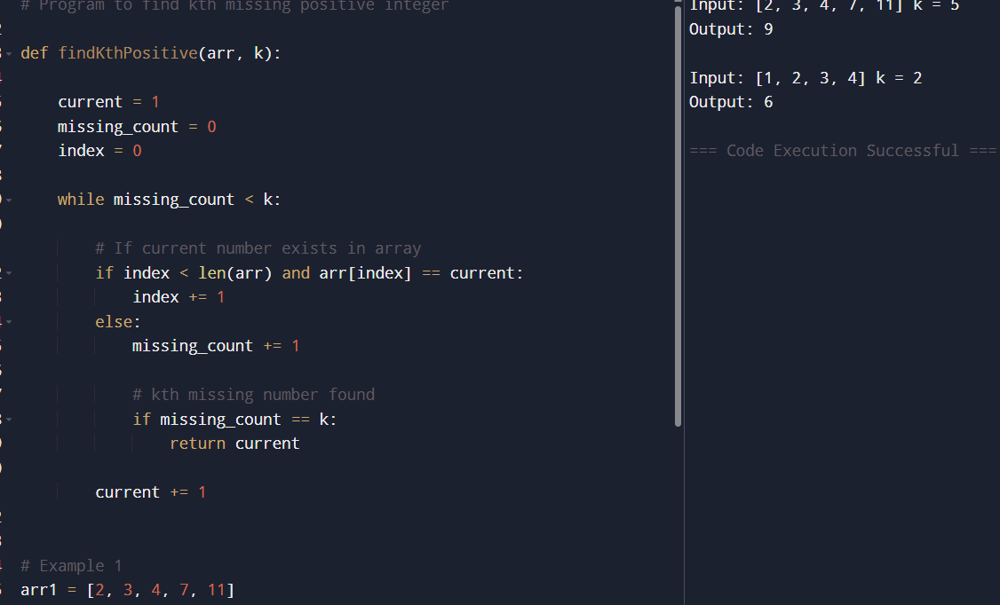 # Program to find kth missing positive integer
def findKthPositive(arr, k):
current = 1
missing_count = 0
index = 0
while missing_count < k:
# If current number exists in array
if index < len(arr) and arr[index] == current:
index += 1
else:
missing_count += 1
# kth missing number found
if missing_count == k:
return current
current += 1
# Example 1
arr1 = [2, 3, 4, 7, 11]
Input: [2, 3, 4, 7, 11] k = 5
Output: 9
Input: [1, 2, 3, 4] k = 2
Output: 6
=== Code Execution Successful ===